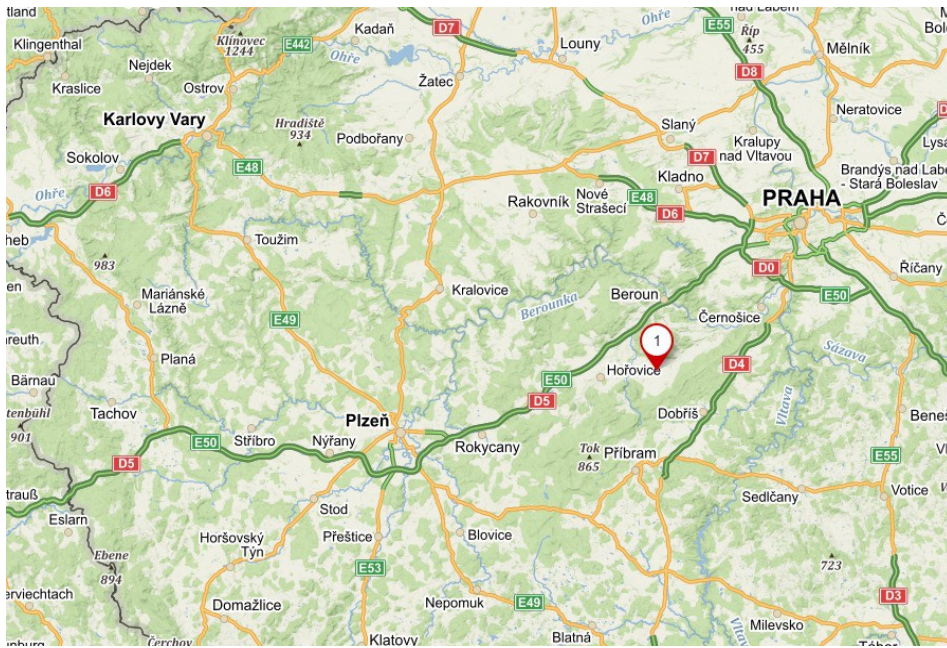 Klingenthal
Nejdek
Kraslice
Klínovec
1244
E442
Ostrov
Kadaň
Ohře
D7
Louny
Ohře
E55
Říp
455
D8
Mělník
Žatec
Karlovy Vary
Hradiště
934
Podbořany
Slaný
Neratovice
Kralupy
nad Vltavou
D7
Sokolov
E48
Kladno
Brandýs nad Labe
- Stará Boleslav
Ohře
D6
Nové
Strašecí
E48
D6
PRAHA
Rakovník
Toužim
983
D0
Říčany
Mariánské
Lázně
Kralovice
Berounka
Beroun
E50
Černošice
E49
1
Sázava
Planá
Hořovice
D4
Vltava
Bärnau
E50
D5
Tachov
Dobříš
901
Plzeň
Stříbro
Nýřany
E50
Rokycany
Tok
865
Příbram
E55
D5
Sedlčany
Votice
Eslarn
Stod
Horšovský
Týn
Přeštice
Blovice
Ebene
894
E53
723
D3
Nepomuk
E49
Domažlice
Milevsko
Čerchov
Klatovy
Blatná